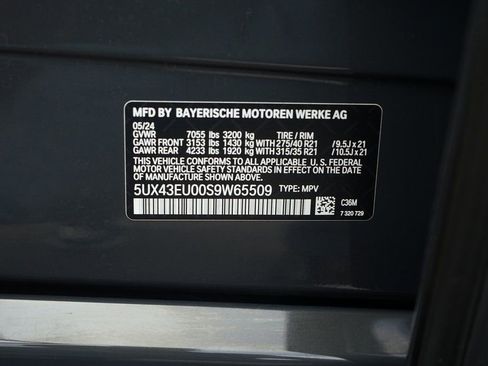 MFD BY BAYERISCHE MOTOREN WERKE AG
05/24
GVWR 7055 lbs 3200 kg TIRE / RIM
GAWR FRONT 3153 lbs 1430 kg WITH 275/40 R21 / 9.5J x 21
GAWR REAR 4233 lbs 1920 kg WITH 315/35 R21 / 10.5J x 21
THIS VEHICLE CONFORMS TO ALL APPLICABLE U. S. FEDERAL
MOTOR VEHICLE SAFETY STANDARDS IN EFFECT ON THE DATE
OF MANUFACTURE SHOWN ABOVE.
5UX43EU00S9W65509 TYPE: MPV
C36M
7 320 729